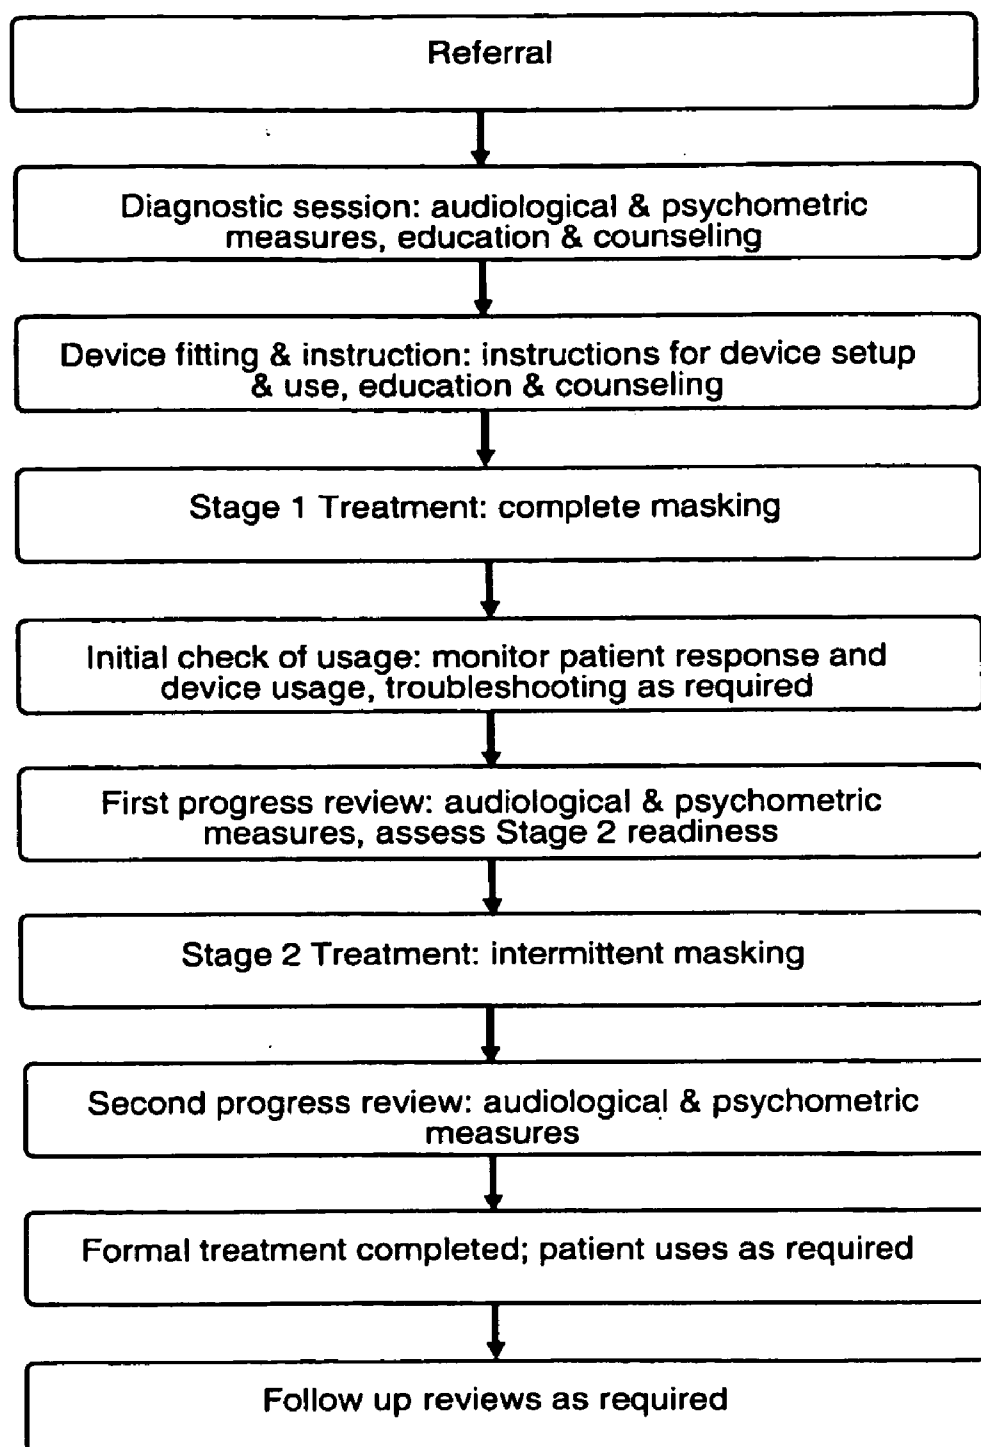 Referral
Diagnostic session: audiological & psychometric
measures, education & counseling
Device fitting & instruction: instructions for device setup
& use, education & counseling
Stage 1 Treatment: complete masking
Initial check of usage: monitor patient response and
device usage, troubleshooting as required
First progress review: audiological & psychometric
measures, assess Stage 2 readiness
Stage 2 Treatment: intermittent masking
Second progress review: audiological & psychometric
measures
Formal treatment completed; patient uses as required
Follow up reviews as required